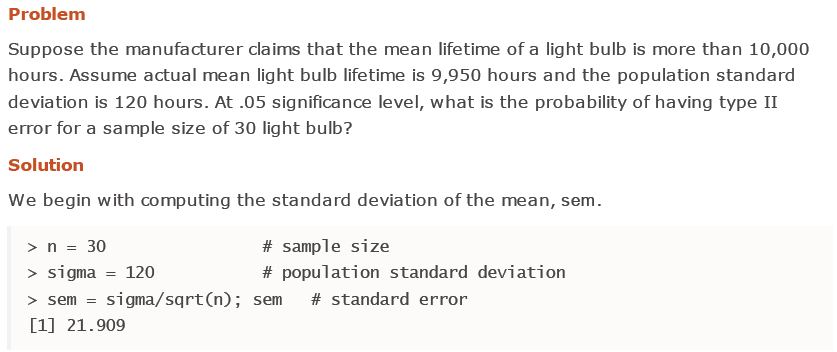 Problem
Suppose the manufacturer claims that the mean lifetime of a light bulb is more than 10,000
hours. Assume actual mean light bulb lifetime is 9,950 hours and the population standard
deviation is 120 hours. At .05 significance level, what is the probability of having type II
error for a sample size of 30 light bulb?
Solution
We begin with computing the standard deviation of the mean, sem.
> n = 30                # sample size
> sigma = 120           # population standard deviation
> sem = sigma/sqrt(n); sem   # standard error
[1] 21.909